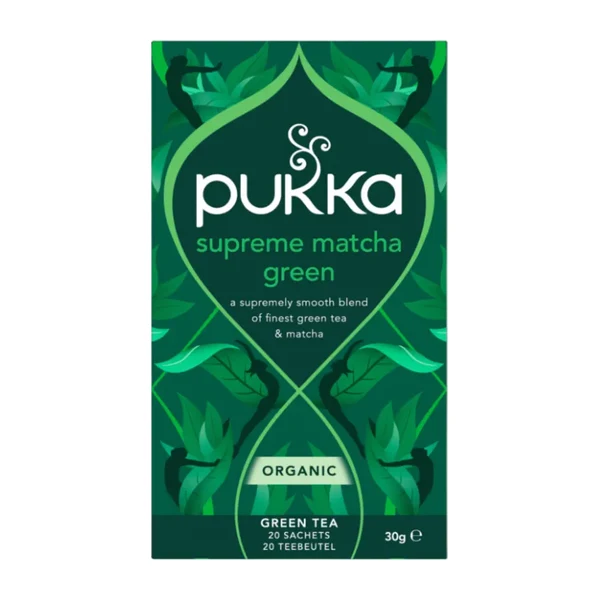 pukka
supreme matcha
green
a supremely smooth blend
of finest green tea
& matcha
ORGANIC
GREEN TEA
20 SACHETS
20 TEEBEUTEL
30g ℮